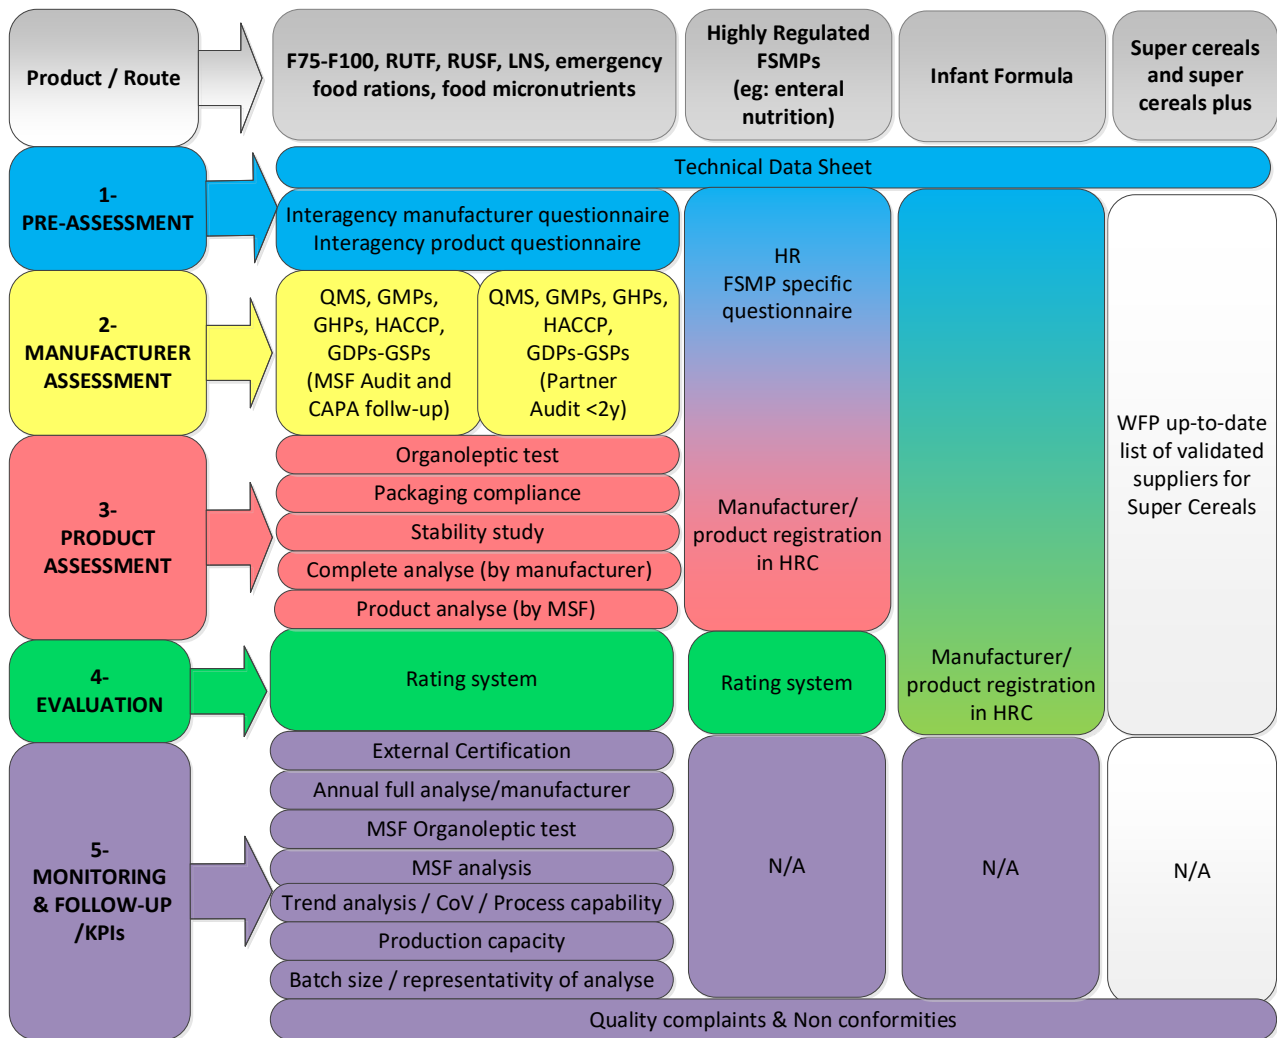 Product / Route
F75-F100, RUTF, RUSF, LNS, emergency
food rations, food micronutrients
Highly Regulated
FSMPs
(eg: enteral
nutrition)
Infant Formula
Super cereals
and super
cereals plus
1-
PRE-ASSESSMENT
Technical Data Sheet
Interagency manufacturer questionnaire
Interagency product questionnaire
HR
FSMP specific
questionnaire
2-
MANUFACTURER
ASSESSMENT
QMS, GMPs,
GHPs, HACCP,
GDPs-GSPs
(MSF Audit and
CAPA follw-up)
QMS, GMPs, GHPs,
HACCP,
GDPs-GSPs
(Partner
Audit <2y)
WFP up-to-date
list of validated
suppliers for
Super Cereals
3-
PRODUCT
ASSESSMENT
Organoleptic test
Packaging compliance
Stability study
Complete analyse (by manufacturer)
Product analyse (by MSF)
Manufacturer/
product registration
in HRC
4-
EVALUATION
Rating system
Rating system
Manufacturer/
product registration
in HRC
5-
MONITORING
& FOLLOW-UP
/KPIs
External Certification
Annual full analyse/manufacturer
MSF Organoleptic test
MSF analysis
Trend analysis / CoV / Process capability
Production capacity
Batch size / representativity of analyse
N/A
N/A
N/A
Quality complaints & Non conformities